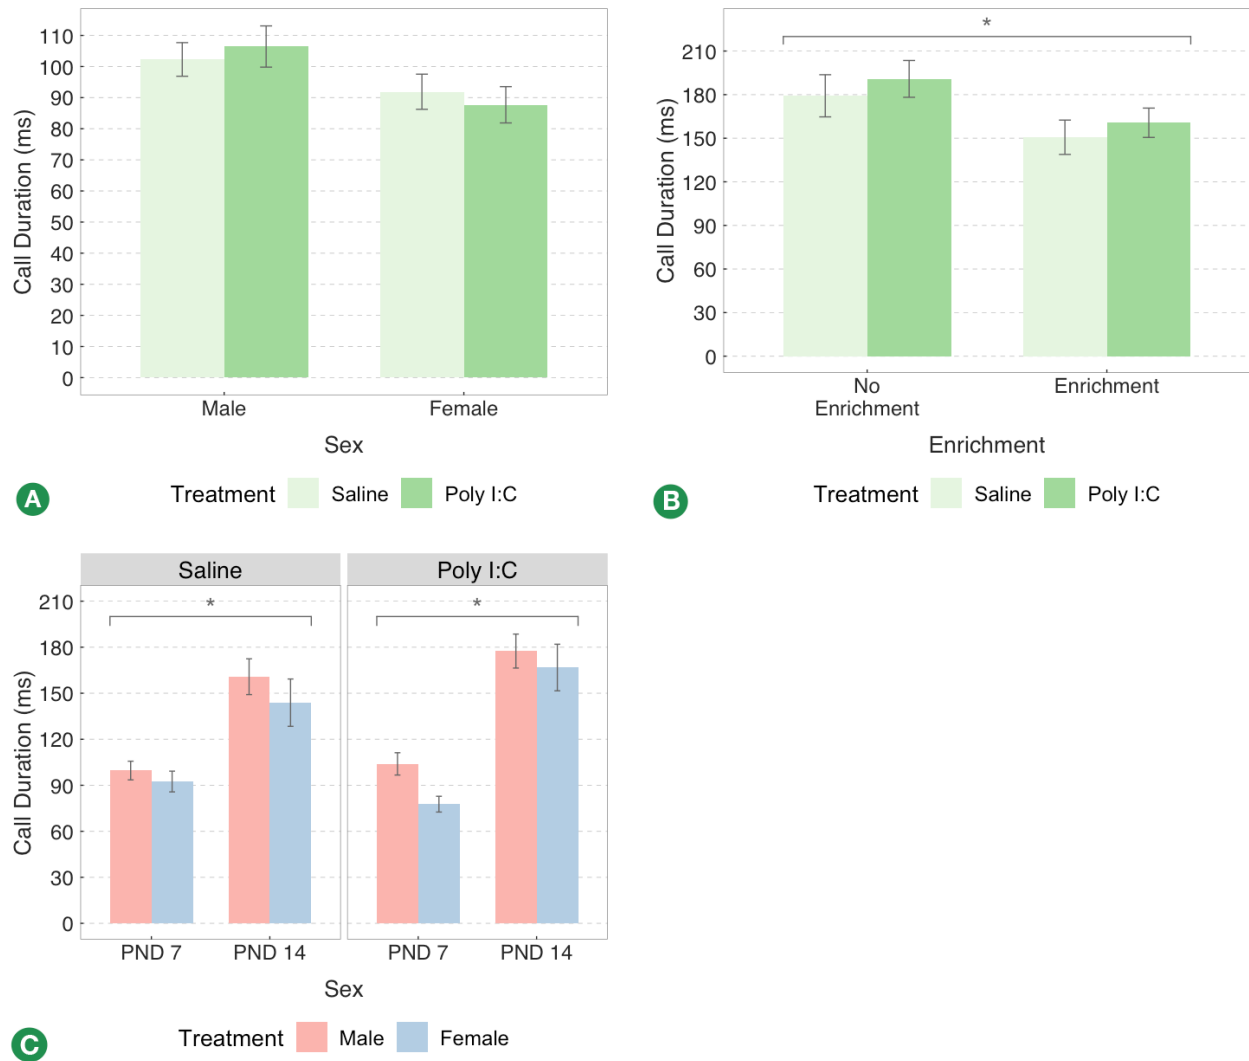 110
100
90
80
70
60
50
40
30
20
10
0
Call Duration (ms)
Male Female
Sex
Treatment Saline Poly I:C
A
*
210
180
150
120
90
60
30
0
Call Duration (ms)
No
Enrichment
Enrichment
Enrichment
Treatment Saline Poly I:C
B
Saline Poly I:C
* *
210
180
150
120
90
60
30
0
Call Duration (ms)
PND 7 PND 14 PND 7 PND 14
Sex
Treatment Male Female
C